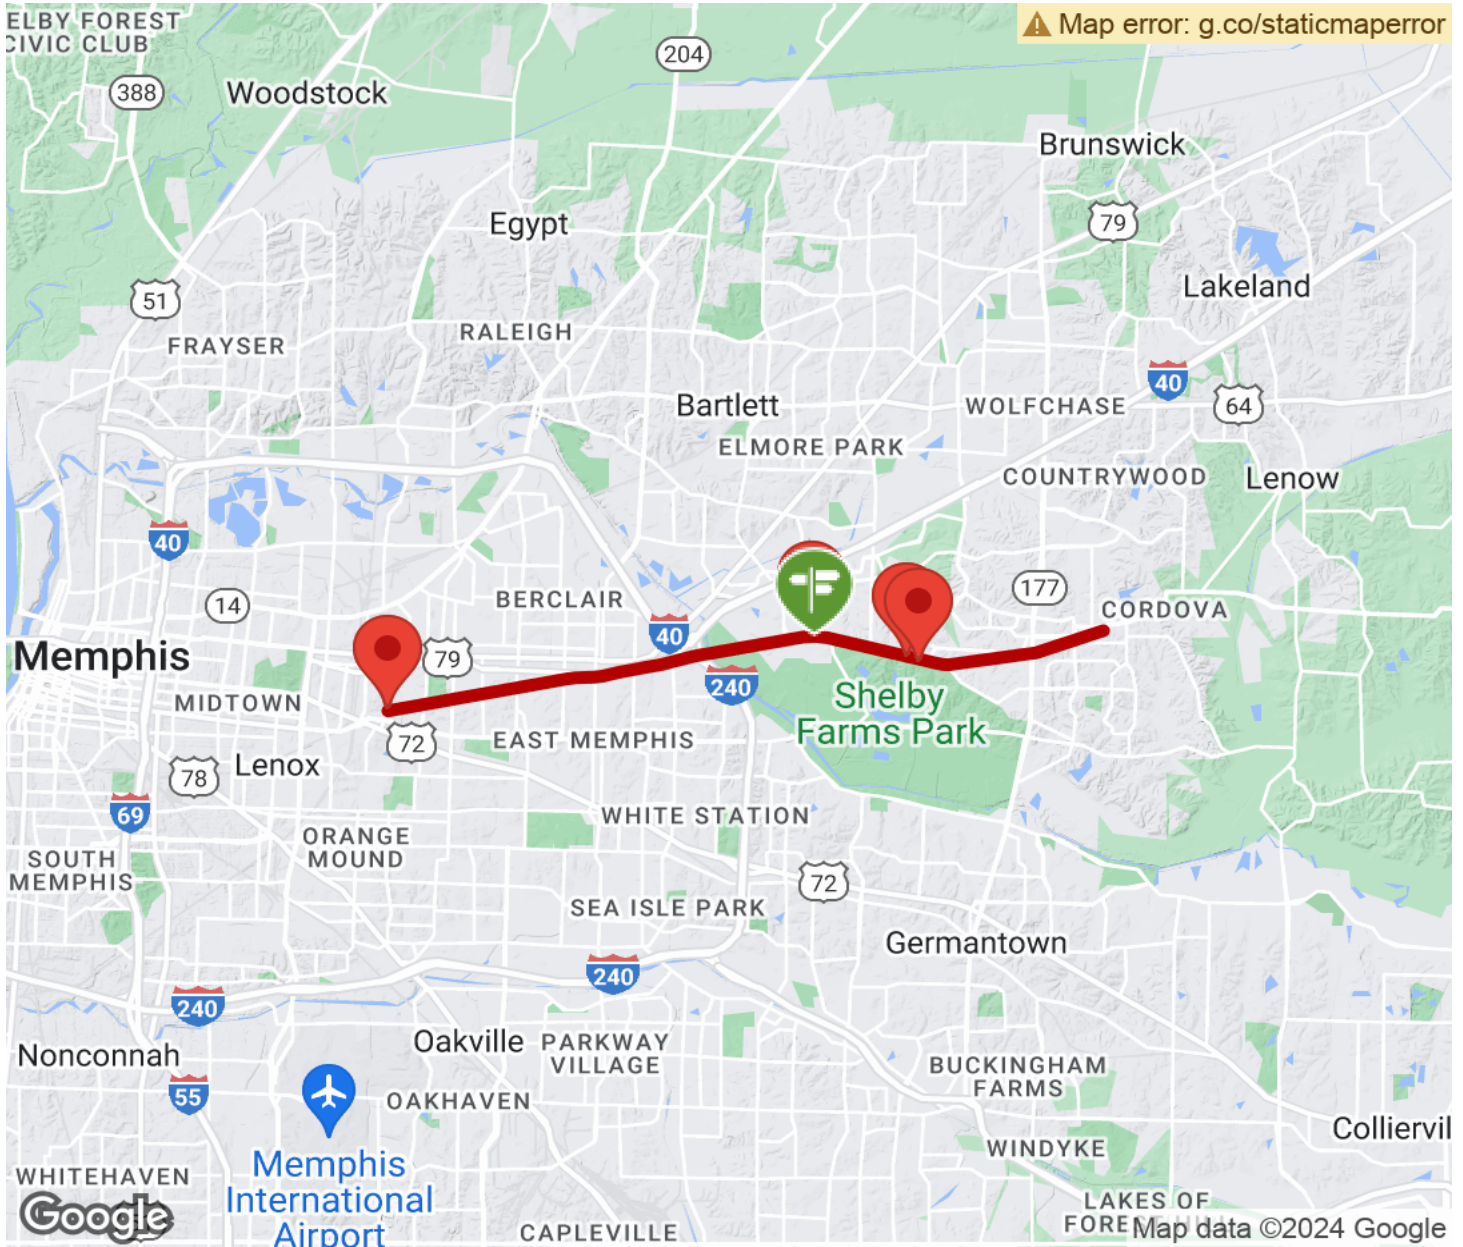 ELBY FOREST
CIVIC CLUB
Map error: g.co/staticmaperror
204
388
Woodstock
Brunswick
79
Egypt
Lakeland
51
RALEIGH
FRAYSER
40
Bartlett
WOLFCHASE
64
ELMORE PARK
COUNTRYWOOD
Lenow
40
14
BERCLAIR
177
CORDOVA
40
Memphis
79
240
MIDTOWN
Shelby
Farms Park
72
EAST MEMPHIS
Lenox
78
69
WHITE STATION
ORANGE
MOUND
SOUTH
MEMPHIS
72
SEA ISLE PARK
Germantown
240
240
Nonconnah
Oakville
PARKWAY
VILLAGE
BUCKINGHAM
FARMS
55
OAKHAVEN
Colliervil
WINDYKE
Memphis
International
Airport
WHITEHAVEN
LAKES OF
Google
CAPLEVILLE
Map data ©2024 Google